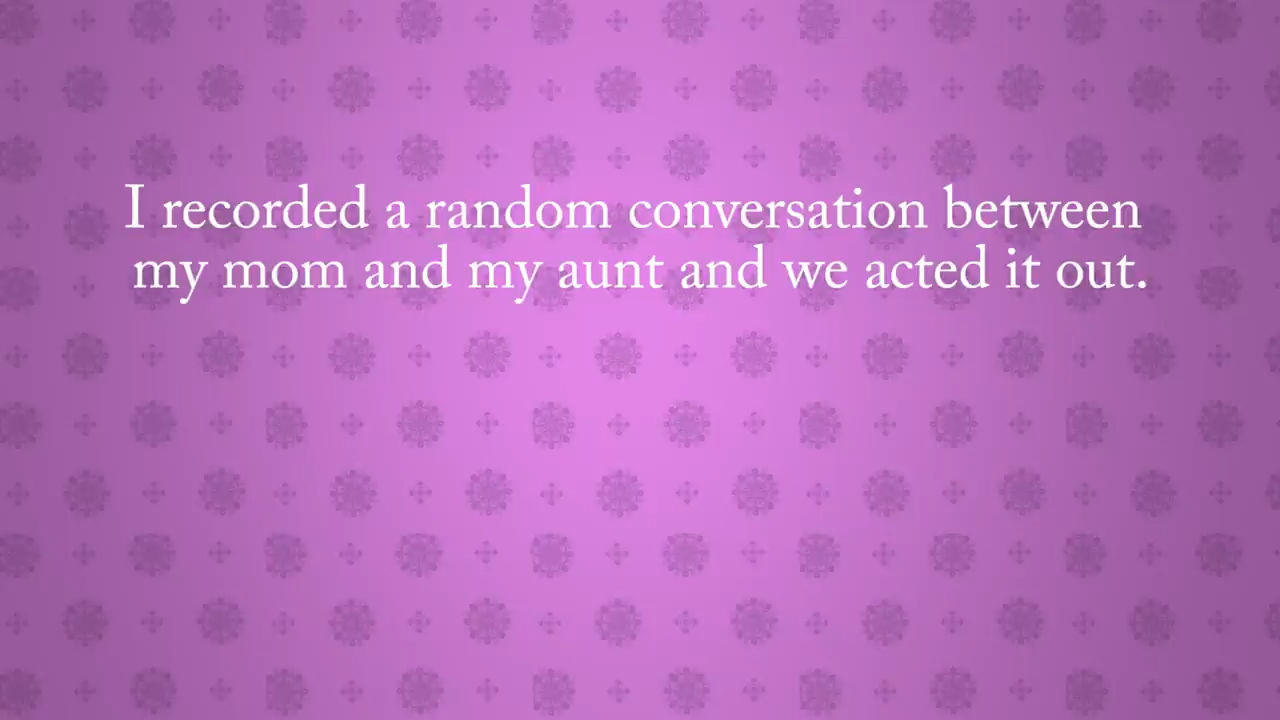 I recorded a random conversation between
my mom and my aunt and we acted it out.